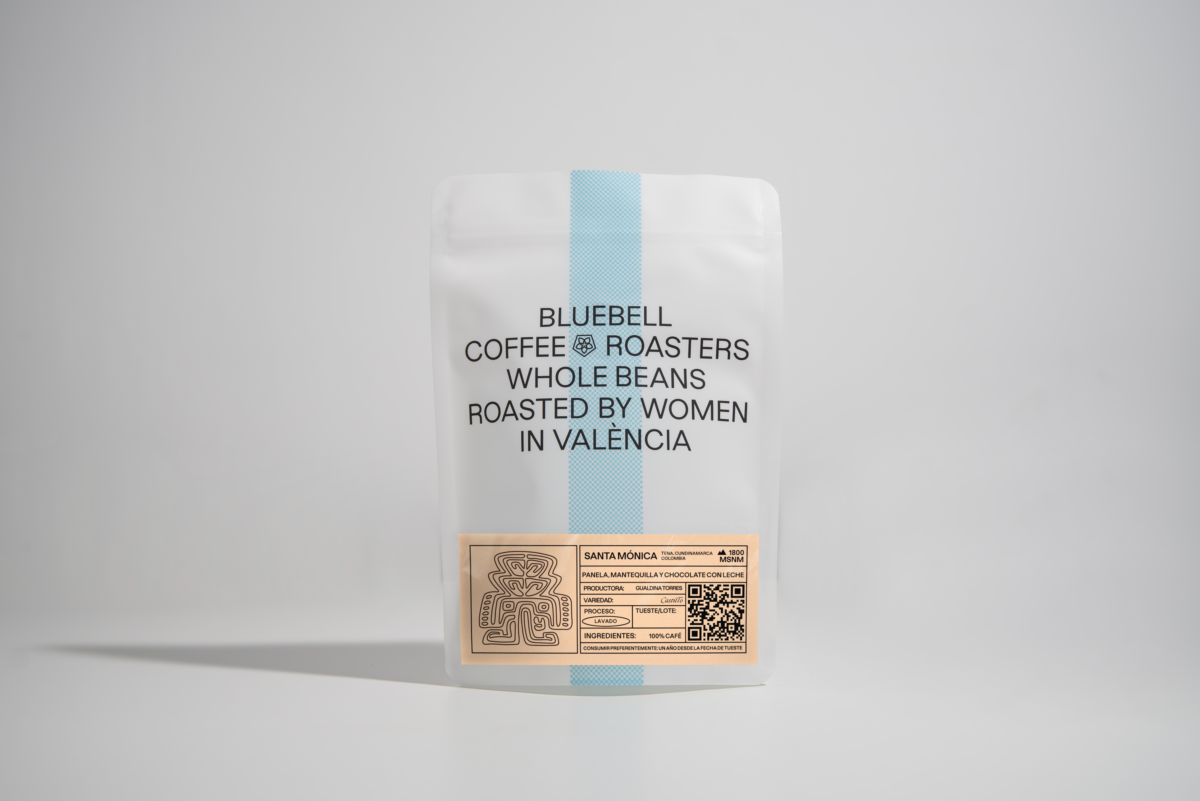 BLUEBELL
COFFEE ROASTERS
WHOLE BEANS
ROASTED BY WOMEN
IN VALÈNCIA
SANTA MÓNICA
TENA, CUNDINAMARCA
COLOMBIA
1800
MSNM
PANELA, MANTEQUILLA Y CHOCOLATE CON LECHE
PRODUCTORA: GUALDINA TORRES
VARIEDAD: Castillo
PROCESO:
LAVADO
TUESTE/LOTE:
INGREDIENTES: 100% CAFÉ
CONSUMIR PREFERENTEMENTE: UN AÑO DESDE LA FECHA DE TUESTE